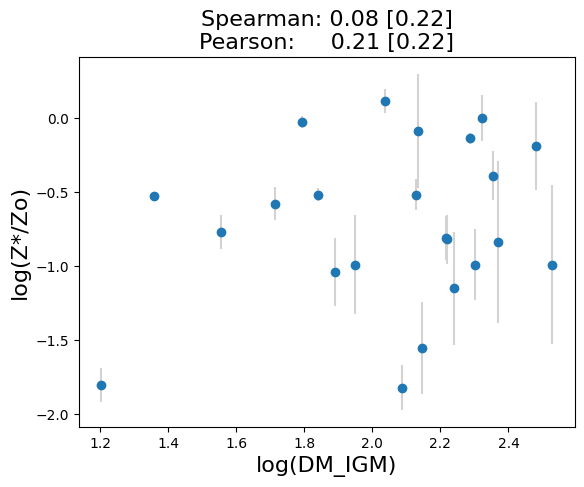 Spearman: 0.08 [0.22]
Pearson: 0.21 [0.22]
0.0
−0.5
−1.0
−1.5
−2.0
log(Z*/Zo)
1.2 1.4 1.6 1.8 2.0 2.2 2.4
log(DM_IGM)